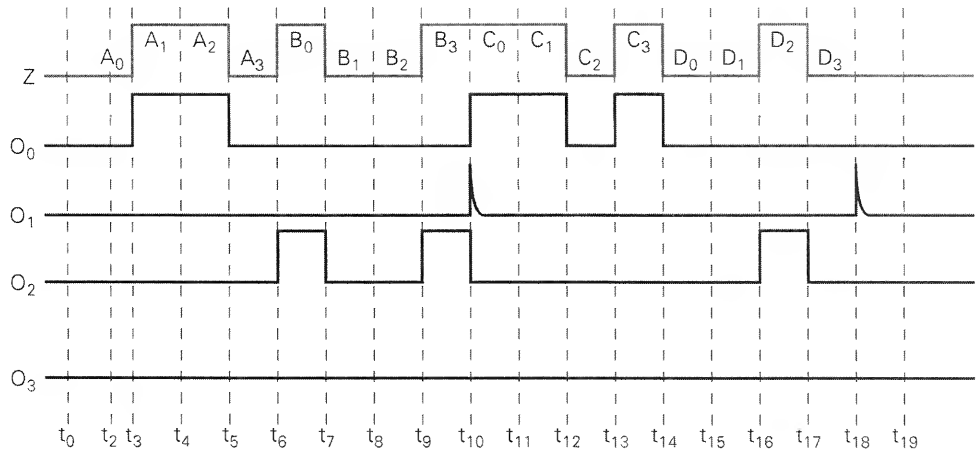 A₀ A₁ A₂ A₃ B₀ B₁ B₂ B₃ C₀ C₁ C₂ C₃ D₀ D₁ D₂ D₃
Z
O₀
O₁
O₂
O₃
t₀ t₂ t₃ t₄ t₅ t₆ t₇ t₈ t₉ t₁₀ t₁₁ t₁₂ t₁₃ t₁₄ t₁₅ t₁₆ t₁₇ t₁₈ t₁₉